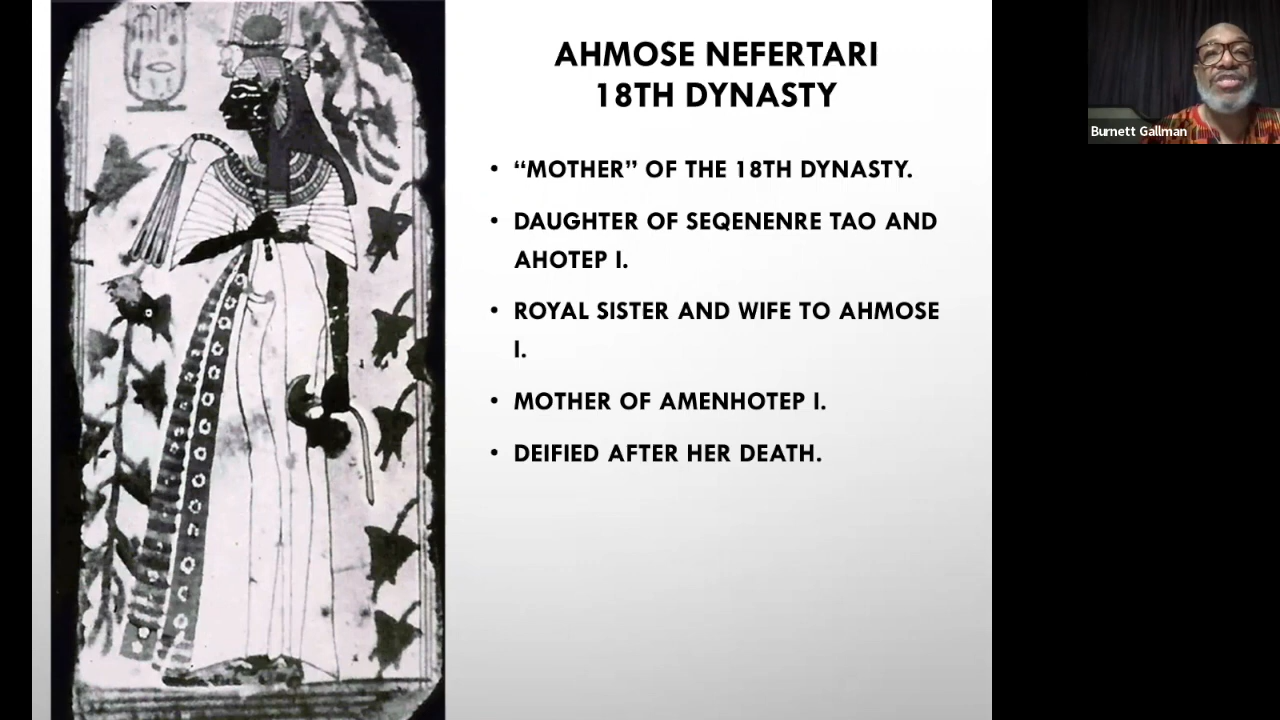 AHMOSE NEFERTARI
18TH DYNASTY
• “MOTHER” OF THE 18TH DYNASTY.
• DAUGHTER OF SEQENENRE TAO AND
AHOTEP I.
• ROYAL SISTER AND WIFE TO AHMOSE
I.
• MOTHER OF AMENHOTEP I.
• DEIFIED AFTER HER DEATH.
Burnett Gallman